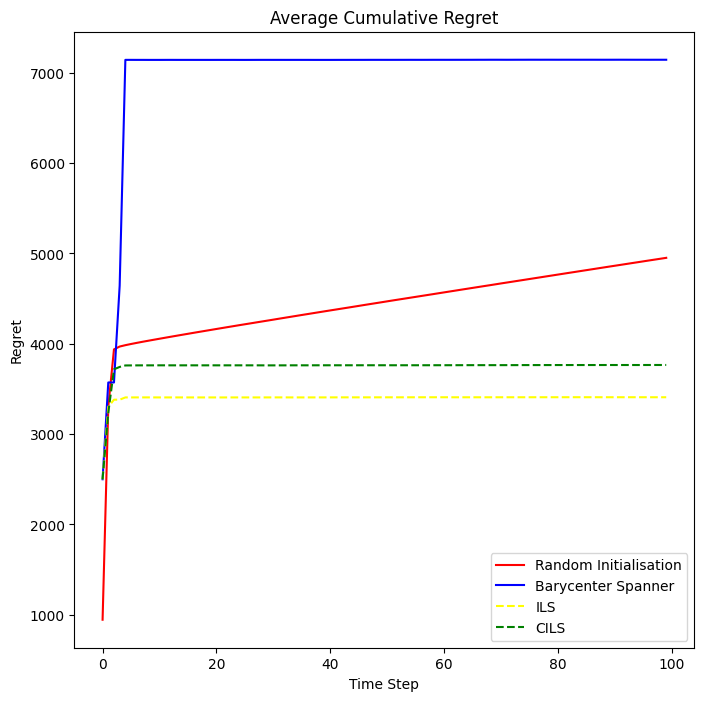 Average Cumulative Regret
Regret
7000
6000
5000
4000
3000
2000
1000
Random Initialisation
Barycenter Spanner
ILS
CILS
0
20
40
60
80
100
Time Step